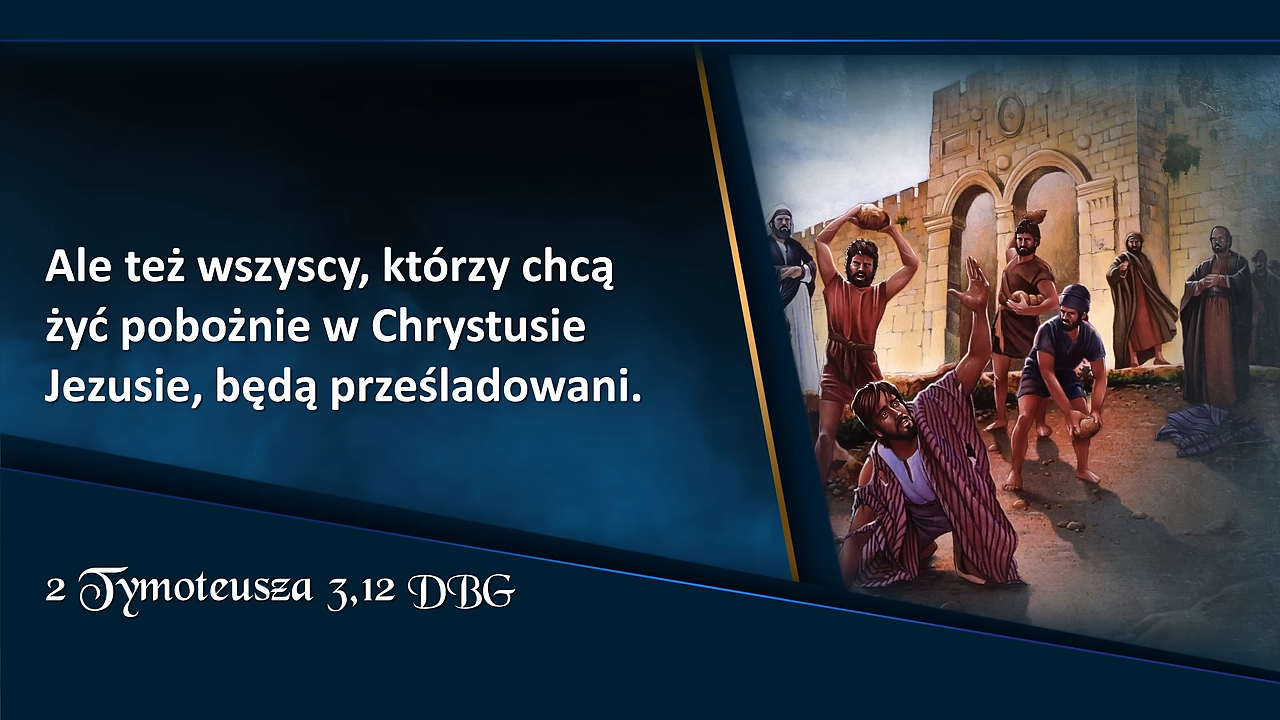 Ale też wszyscy, którzy chcą
żyć pobożnie w Chrystusie
Jezusie, będą prześladowani.
2 Tymoteusza 3,12 DBG